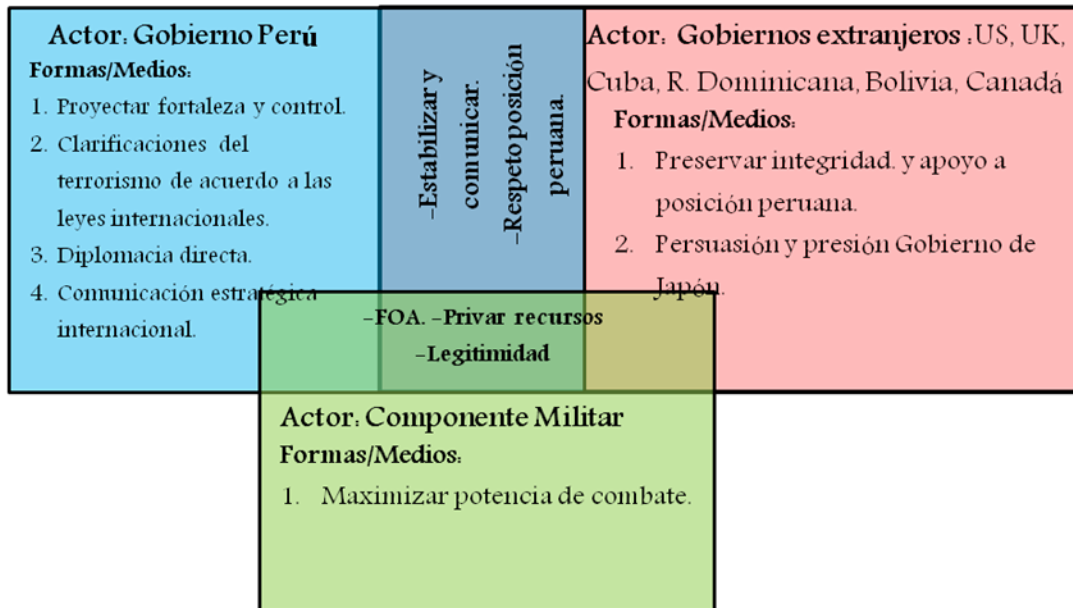 Actor: Gobierno Perú
Formas/Medios:
1. Proyectar fortaleza y control.
2. Clarificaciones del
terrorismo de acuerdo a las
leyes internacionales.
3. Diplomacia directa.
4. Comunicación estratégica
internacional.
-Estabilizar y
comunicar.
-Respeto posición
peruana.
Actor: Gobiernos extranjeros :US, UK,
Cuba, R. Dominicana, Bolivia, Canadá
Formas/Medios:
1. Preservar integridad. y apoyo a
posición peruana.
2. Persuasión y presión Gobierno de
Japón.
-FOA. -Privar recursos
-Legitimidad
Actor: Componente Militar
Formas/Medios:
1. Maximizar potencia de combate.